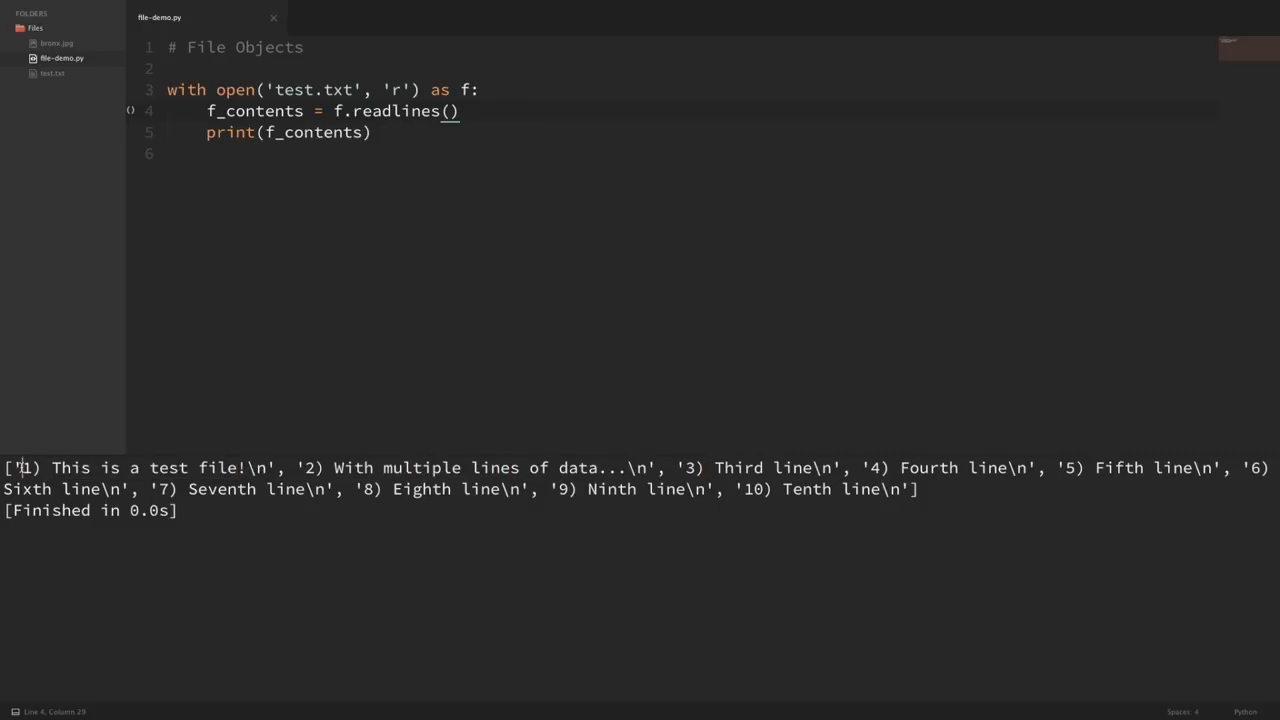 FOLDERS
Files
bronx.jpg
file-demo.py
test.txt
file-demo.py ×
1 # File Objects
2
3 with open('test.txt', 'r') as f:
4     f_contents = f.readlines()
5     print(f_contents)
6
['1) This is a test file!\n', '2) With multiple lines of data...\n', '3) Third line\n', '4) Fourth line\n', '5) Fifth line\n', '6)
Sixth line\n', '7) Seventh line\n', '8) Eighth line\n', '9) Ninth line\n', '10) Tenth line\n']
[Finished in 0.0s]
Line 4, Column 29
Spaces: 4
Python